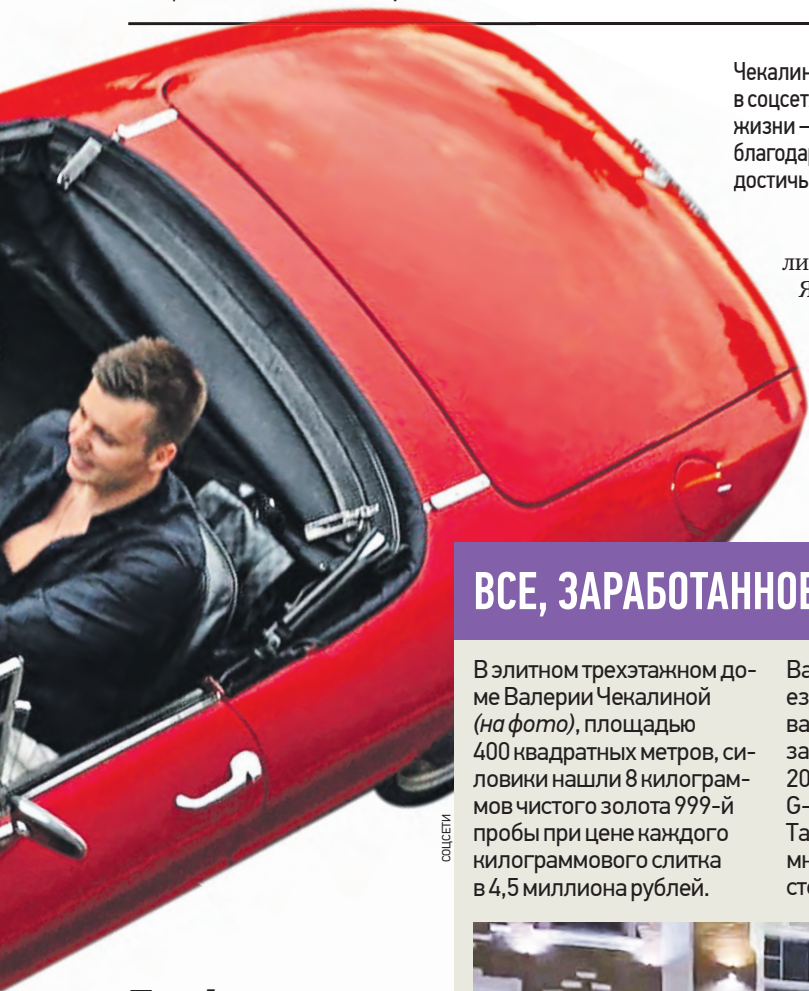 Чекалин
в соцсет
жизни –
благодар
достичь
ли
Я
ВСЕ, ЗАРАБОТАННОЕ
В элитном трехэтажном до-
ме Валерии Чекалиной
(на фото), площадью
400 квадратных метров, си-
ловики нашли 8 килограм-
мов чистого золота 999-й
пробы при цене каждого
килограммового слитка
в 4,5 миллиона рублей.
Ва
ез
ва
за
20
G-
Та
мн
сто
СОЦСЕТИ